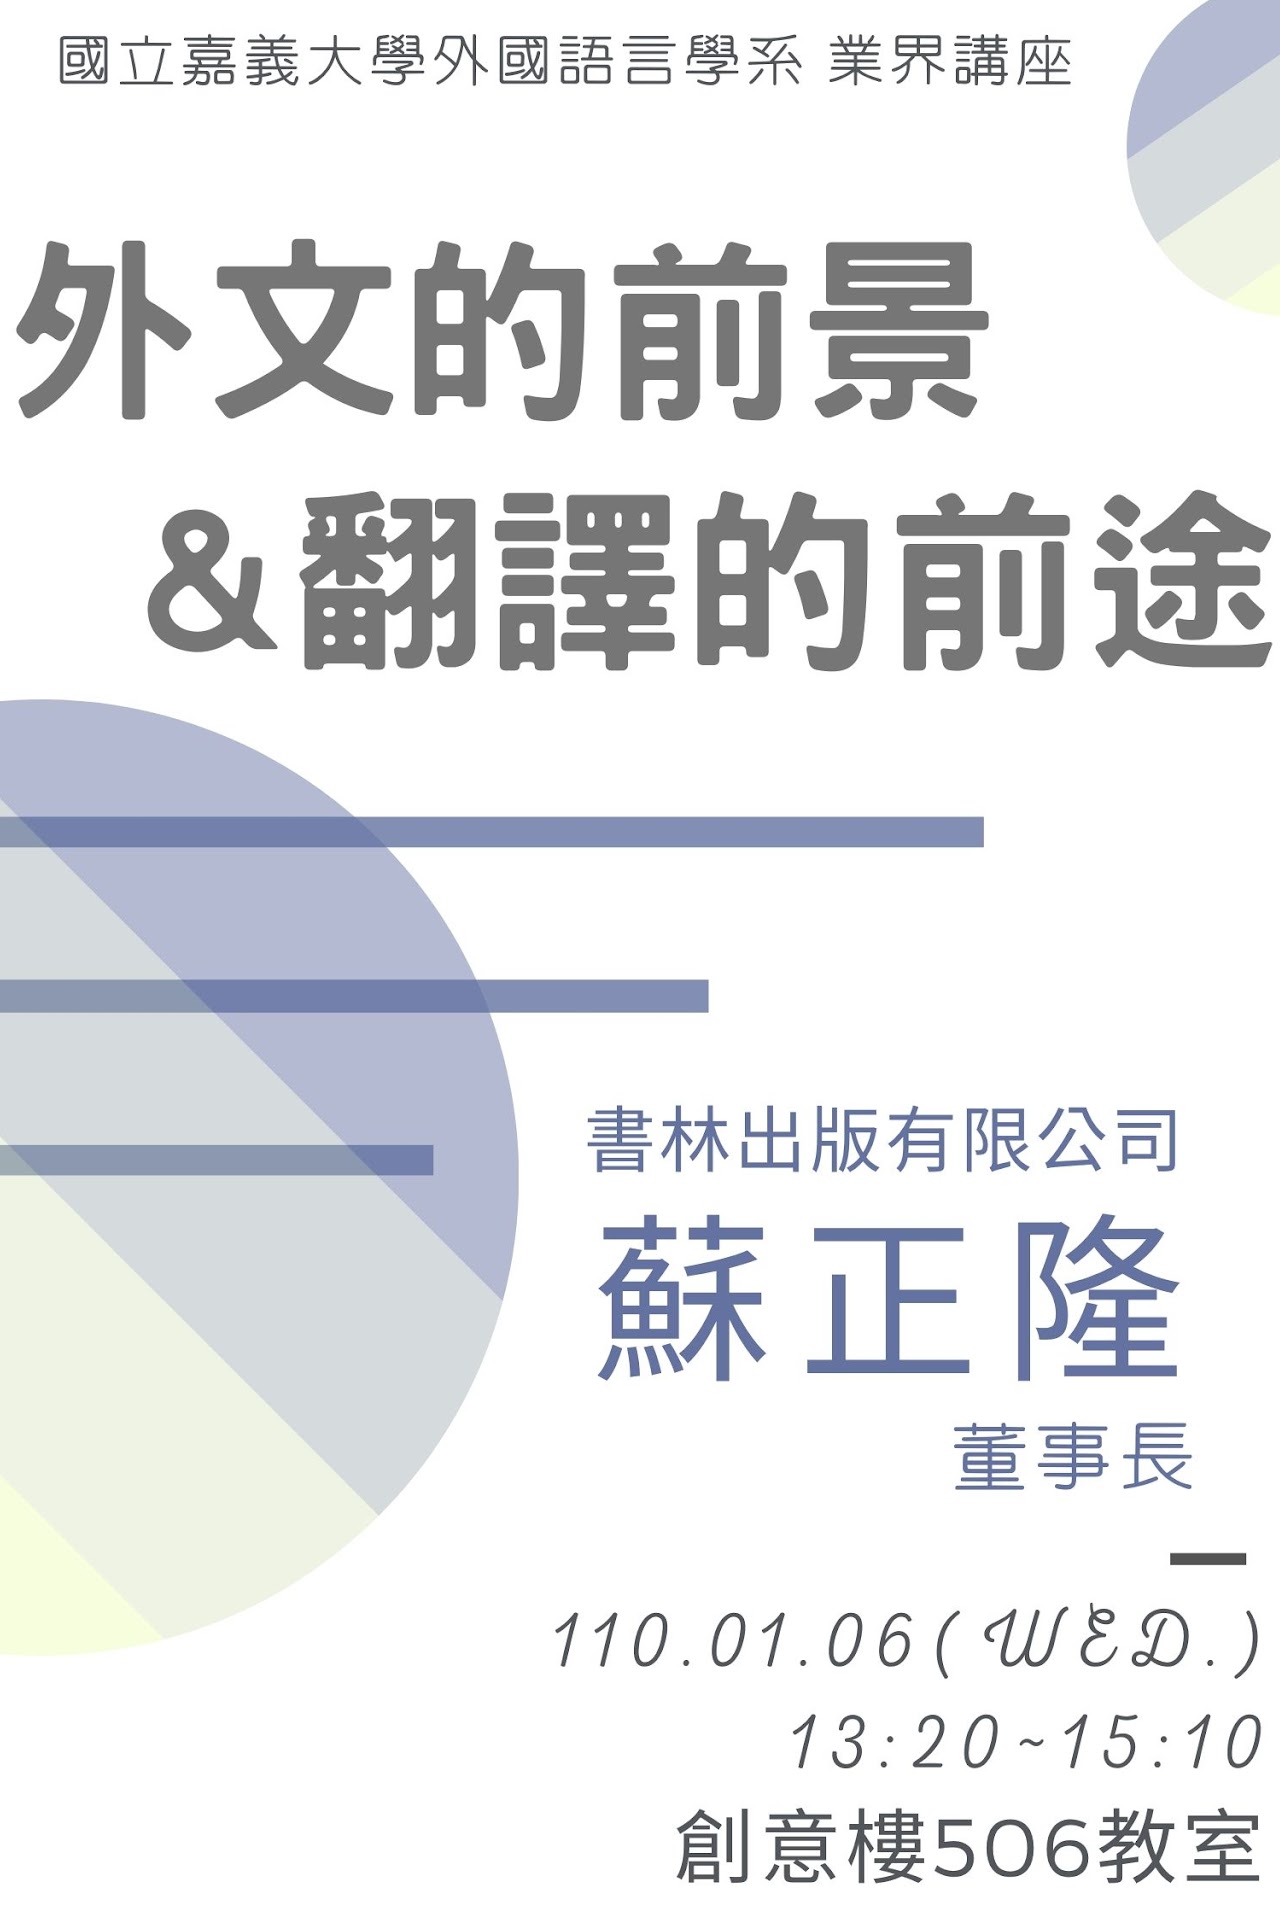 國立嘉義大學外國語言學系 業界講座
外文的前景
&翻譯的前途
書林出版有限公司
蘇正隆
董事長
110.01.06(WED.)
13:20~15:10
創意樓506教室